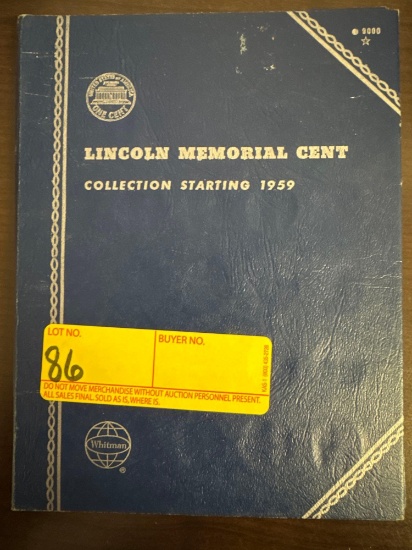 9000
UNITED STATES OF AMERICA
ONE CENT
LINCOLN MEMORIAL CENT
COLLECTION STARTING 1959
LOT NO.
BUYER NO.
86
DO NOT MOVE MERCHANDISE WITHOUT AUCTION PERSONNEL PRESENT.
ALL SALES FINAL. SOLD AS IS, WHERE IS.
Whitman
®